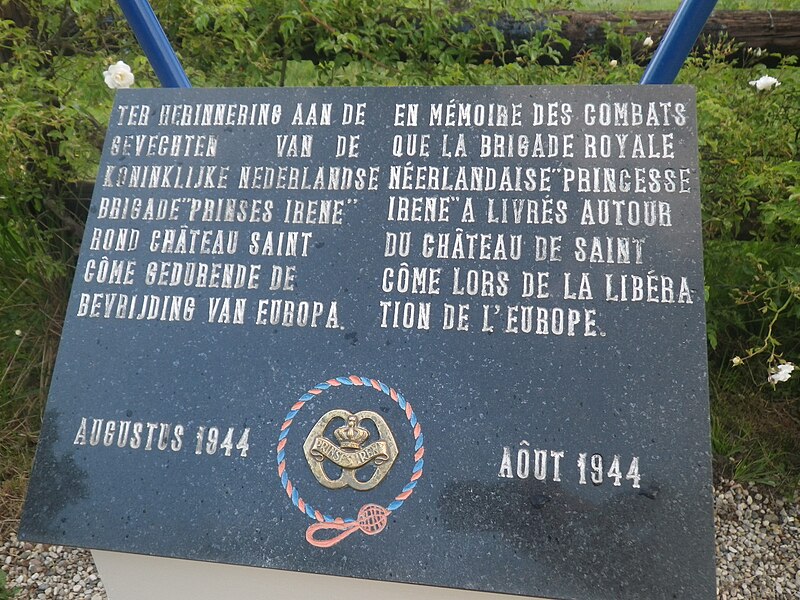 TER HERINNERING AAN DE
GEVECHTEN VAN DE
KONINKLIJKE NEDERLANDSE
BRIGADE "PRINSES IRENE"
ROND CHÂTEAU SAINT
CÔME GEDURENDE DE
BEVRIJDING VAN EUROPA.
EN MÉMOIRE DES COMBATS
QUE LA BRIGADE ROYALE
NÉERLANDAISE "PRINCESSE
IRENE" A LIVRÉS AUTOUR
DU CHÂTEAU DE SAINT
CÔME LORS DE LA LIBÉRA
TION DE L'EUROPE.
AUGUSTUS 1944
PRINSES IRENE
AÔUT 1944